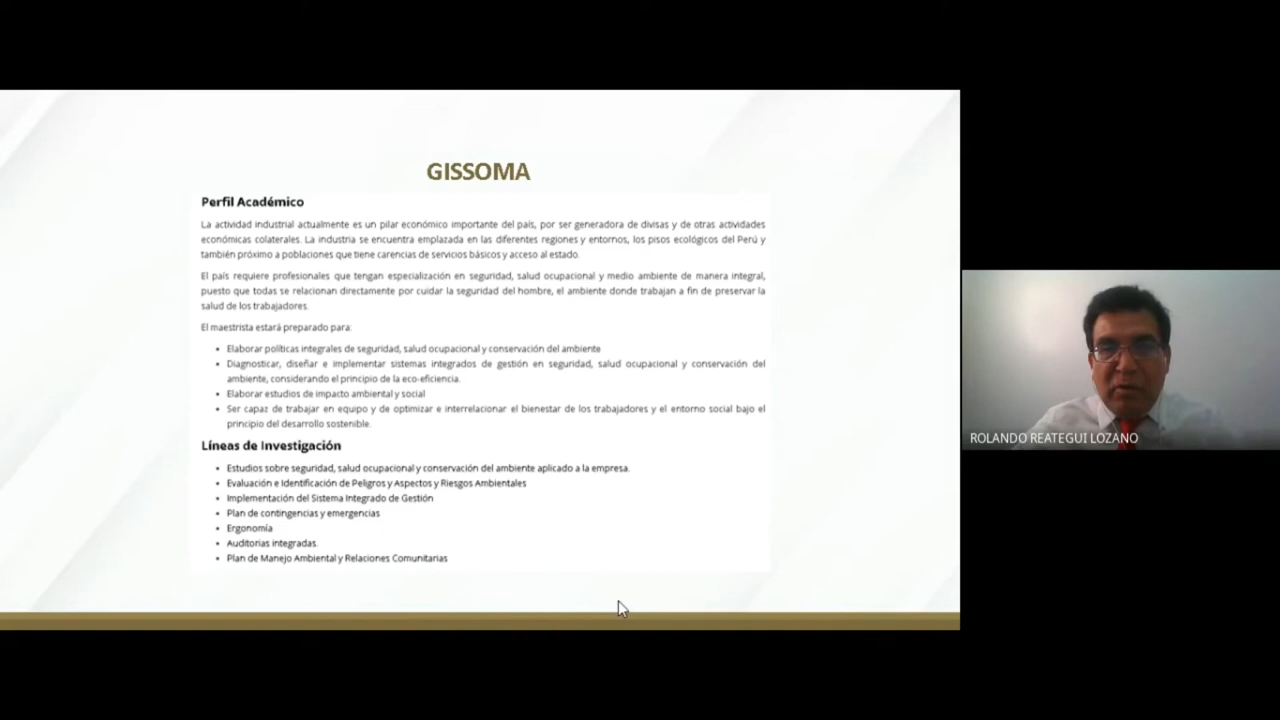 GISSOMA
Perfil Académico
La actividad industrial actualmente es un pilar económico importante del país, por ser generadora de divisas y de otras actividades
económicas colaterales. La industria se encuentra emplazada en las diferentes regiones y entornos, los pisos ecológicos del Perú y
también próximo a poblaciones que tiene carencias de servicios básicos y acceso al estado.
El país requiere profesionales que tengan especialización en seguridad, salud ocupacional y medio ambiente de manera integral,
puesto que todas se relacionan directamente por cuidar la seguridad del hombre, el ambiente donde trabajan a fin de preservar la
salud de los trabajadores.
El maestrista estará preparado para:
• Elaborar políticas integrales de seguridad, salud ocupacional y conservación del ambiente
• Diagnosticar, diseñar e implementar sistemas integrados de gestión en seguridad, salud ocupacional y conservación del
ambiente, considerando el principio de la eco-eficiencia.
• Elaborar estudios de impacto ambiental y social
• Ser capaz de trabajar en equipo y de optimizar e interrelacionar el bienestar de los trabajadores y el entorno social bajo el
principio del desarrollo sostenible.
Líneas de Investigación
• Estudios sobre seguridad, salud ocupacional y conservación del ambiente aplicado a la empresa.
• Evaluación e Identificación de Peligros y Aspectos y Riesgos Ambientales
• Implementación del Sistema Integrado de Gestión
• Plan de contingencias y emergencias
• Ergonomía
• Auditorias integradas.
• Plan de Manejo Ambiental y Relaciones Comunitarias
ROLANDO REATEGUI LOZANO